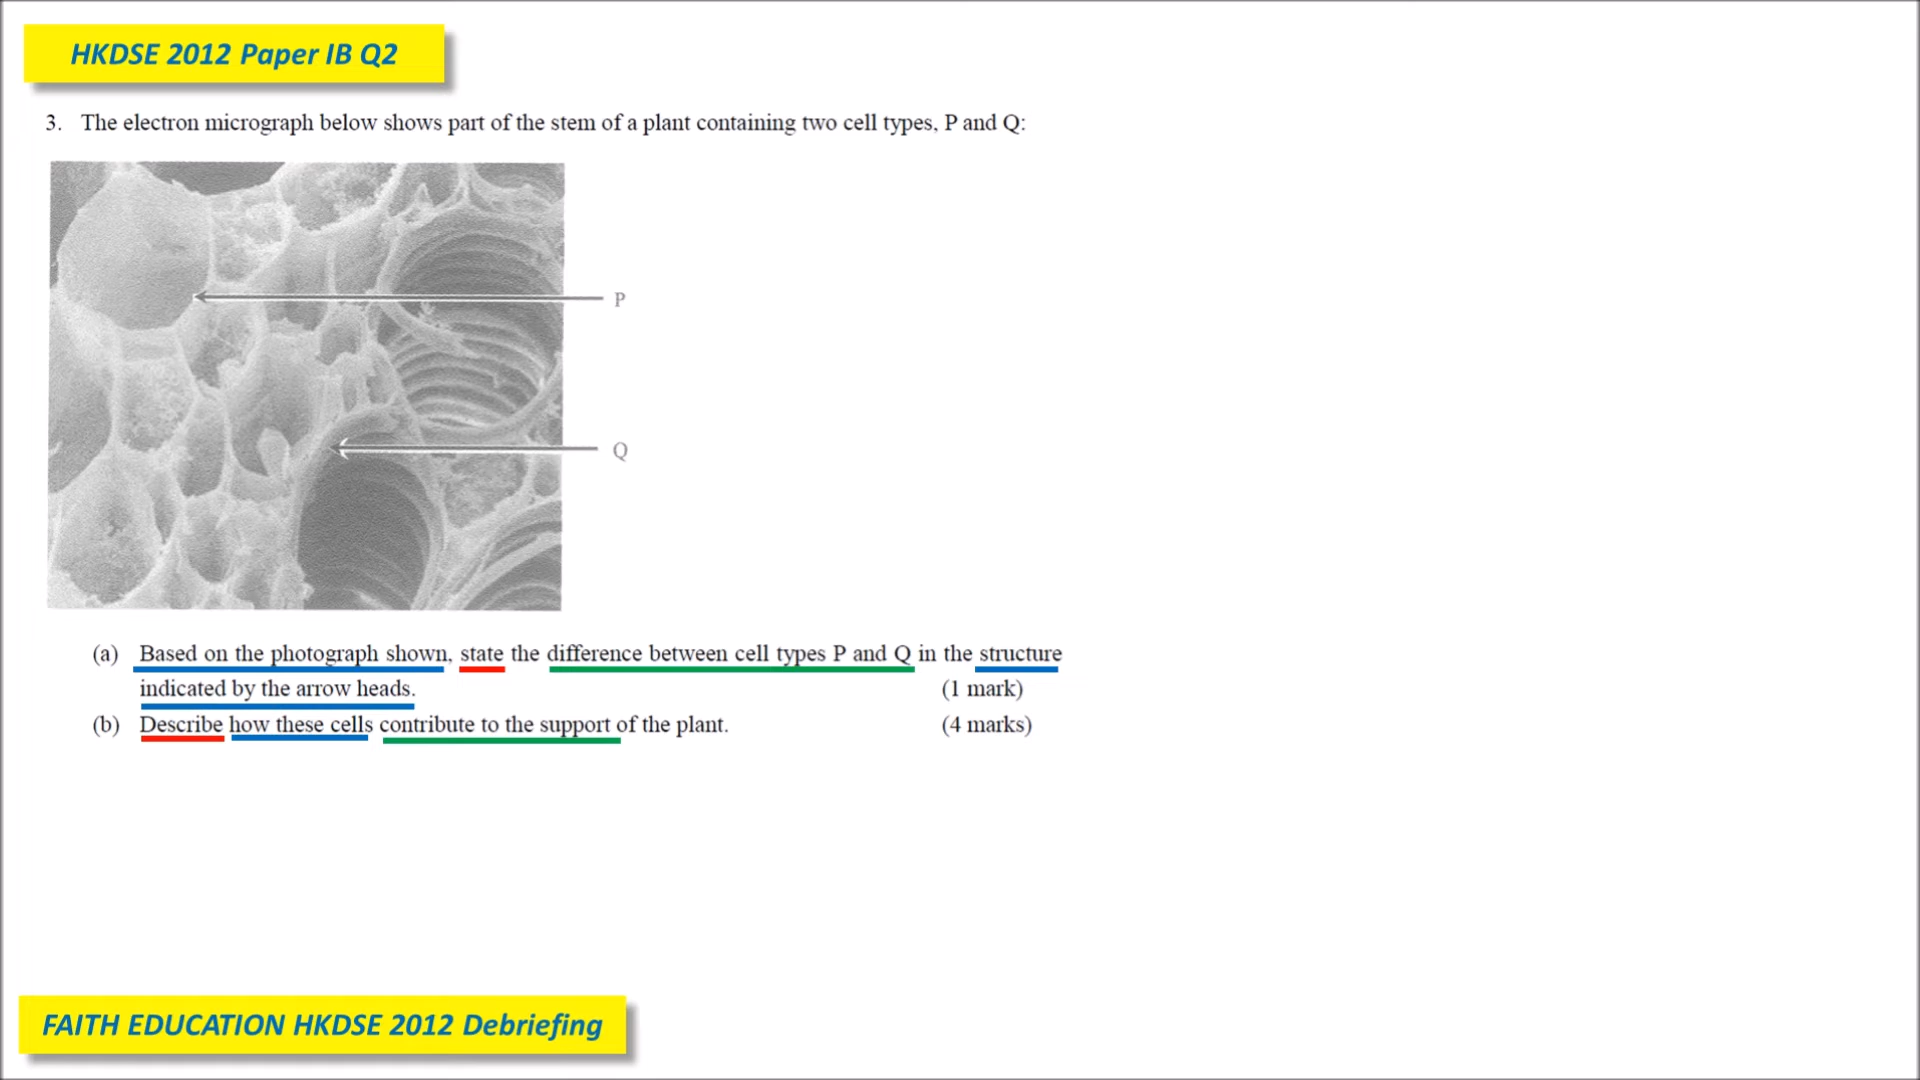 HKDSE 2012 Paper IB Q2
3. The electron micrograph below shows part of the stem of a plant containing two cell types, P and Q:
P
Q
(a) Based on the photograph shown, state the difference between cell types P and Q in the structure
indicated by the arrow heads. (1 mark)
(b) Describe how these cells contribute to the support of the plant. (4 marks)
FAITH EDUCATION HKDSE 2012 Debriefing